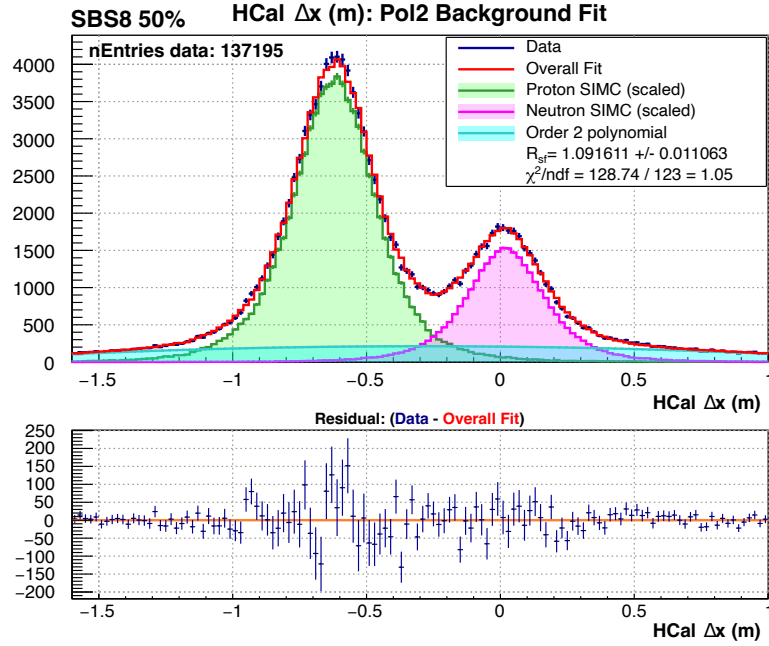 SBS8 50%
HCal Δx (m): Pol2 Background Fit
nEntries data: 137195
Data
Overall Fit
Proton SIMC (scaled)
Neutron SIMC (scaled)
Order 2 polynomial
R_sf= 1.091611 +/- 0.011063
χ²/ndf = 128.74 / 123 = 1.05
4000
3500
3000
2500
2000
1500
1000
500
0
−1.5 −1 −0.5 0 0.5 1
HCal Δx (m)
Residual: (Data - Overall Fit)
250
200
150
100
50
0
−50
−100
−150
−200
−1.5 −1 −0.5 0 0.5 1
HCal Δx (m)